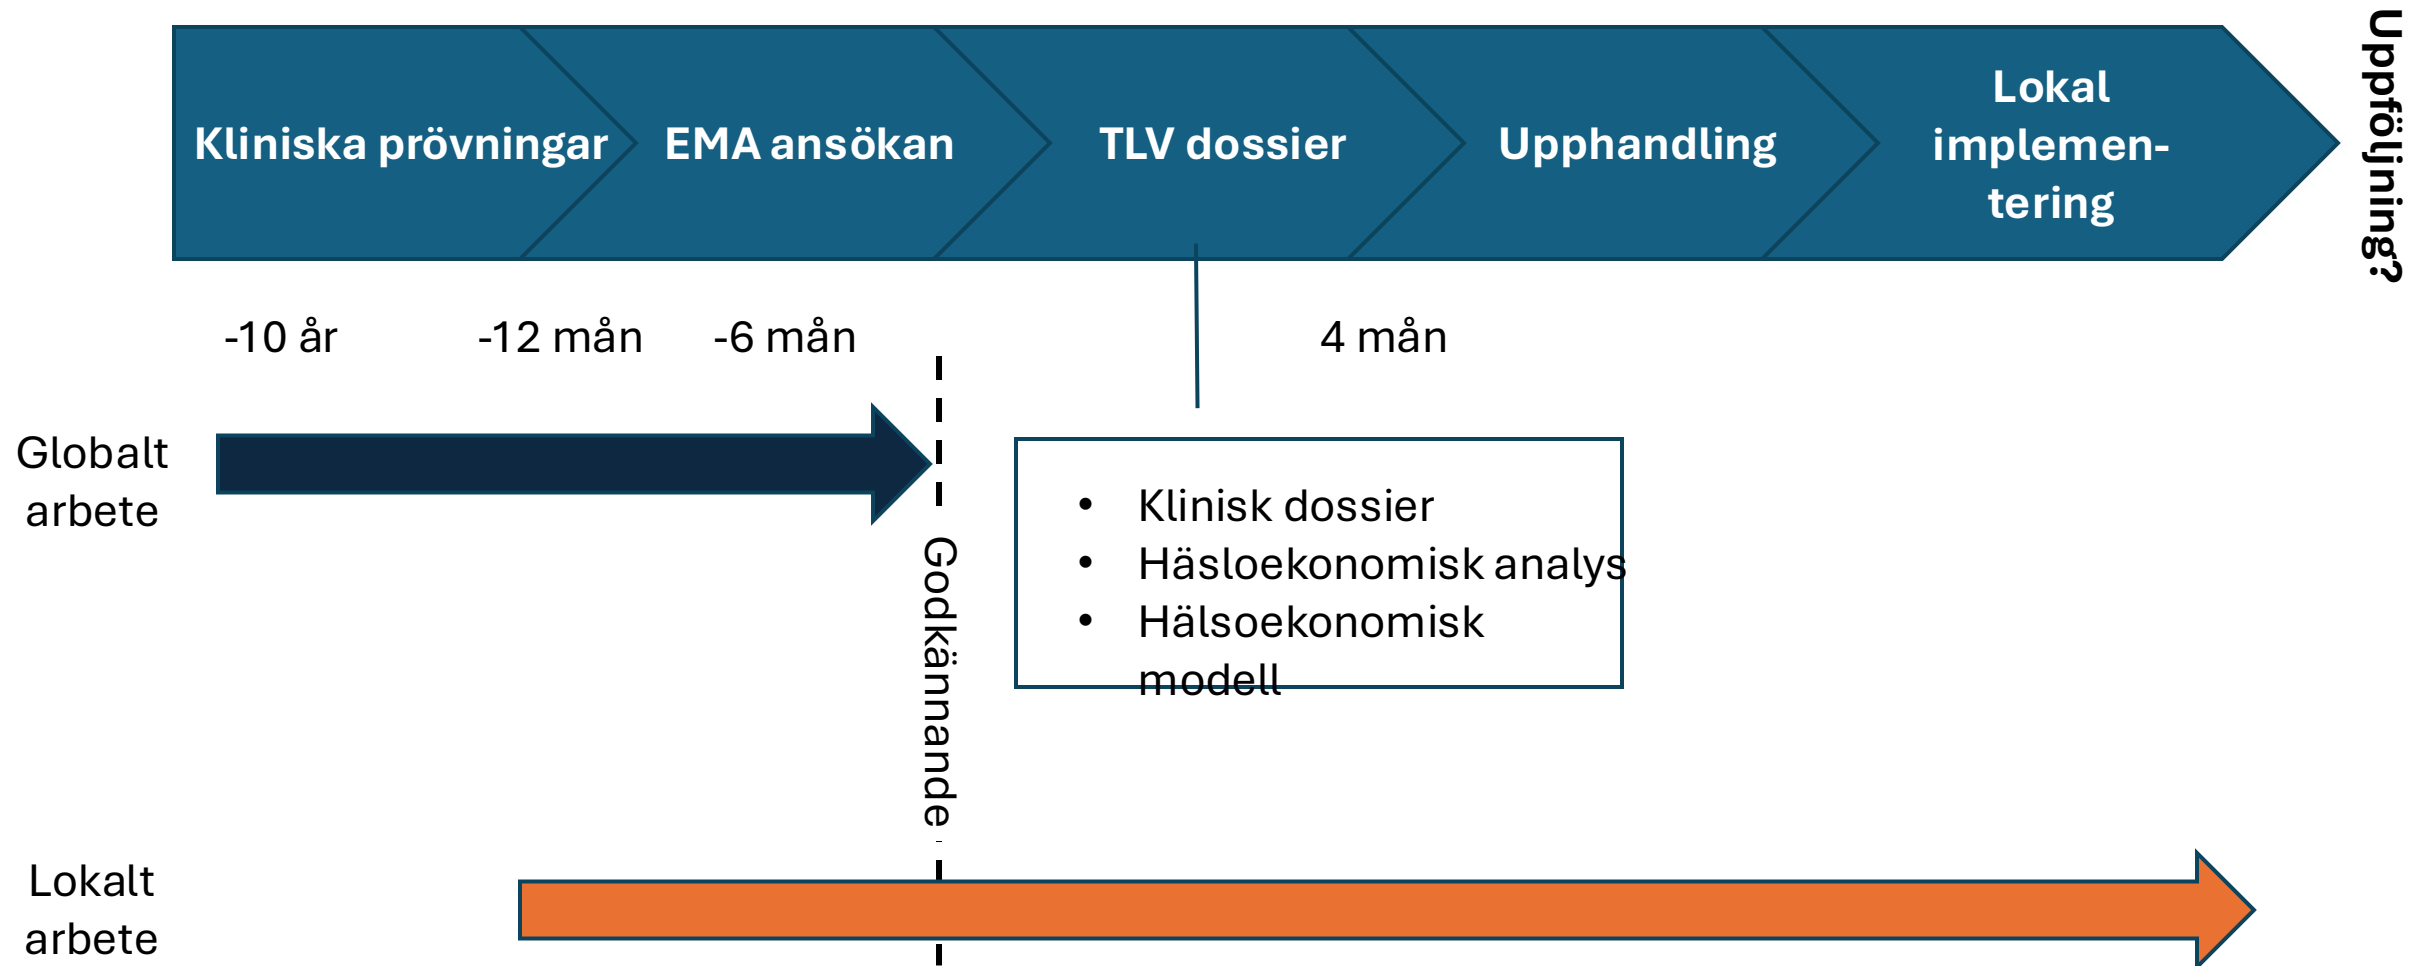 Kliniska prövningar
EMA ansökan
TLV dossier
Upphandling
Lokal
implemen-
tering
Uppföljning?
-10 år
-12 mån
-6 mån
4 mån
Globalt
arbete
Godkännande
• Klinisk dossier
• Häsloekonomisk analys
• Hälsoekonomisk
modell
Lokalt
arbete